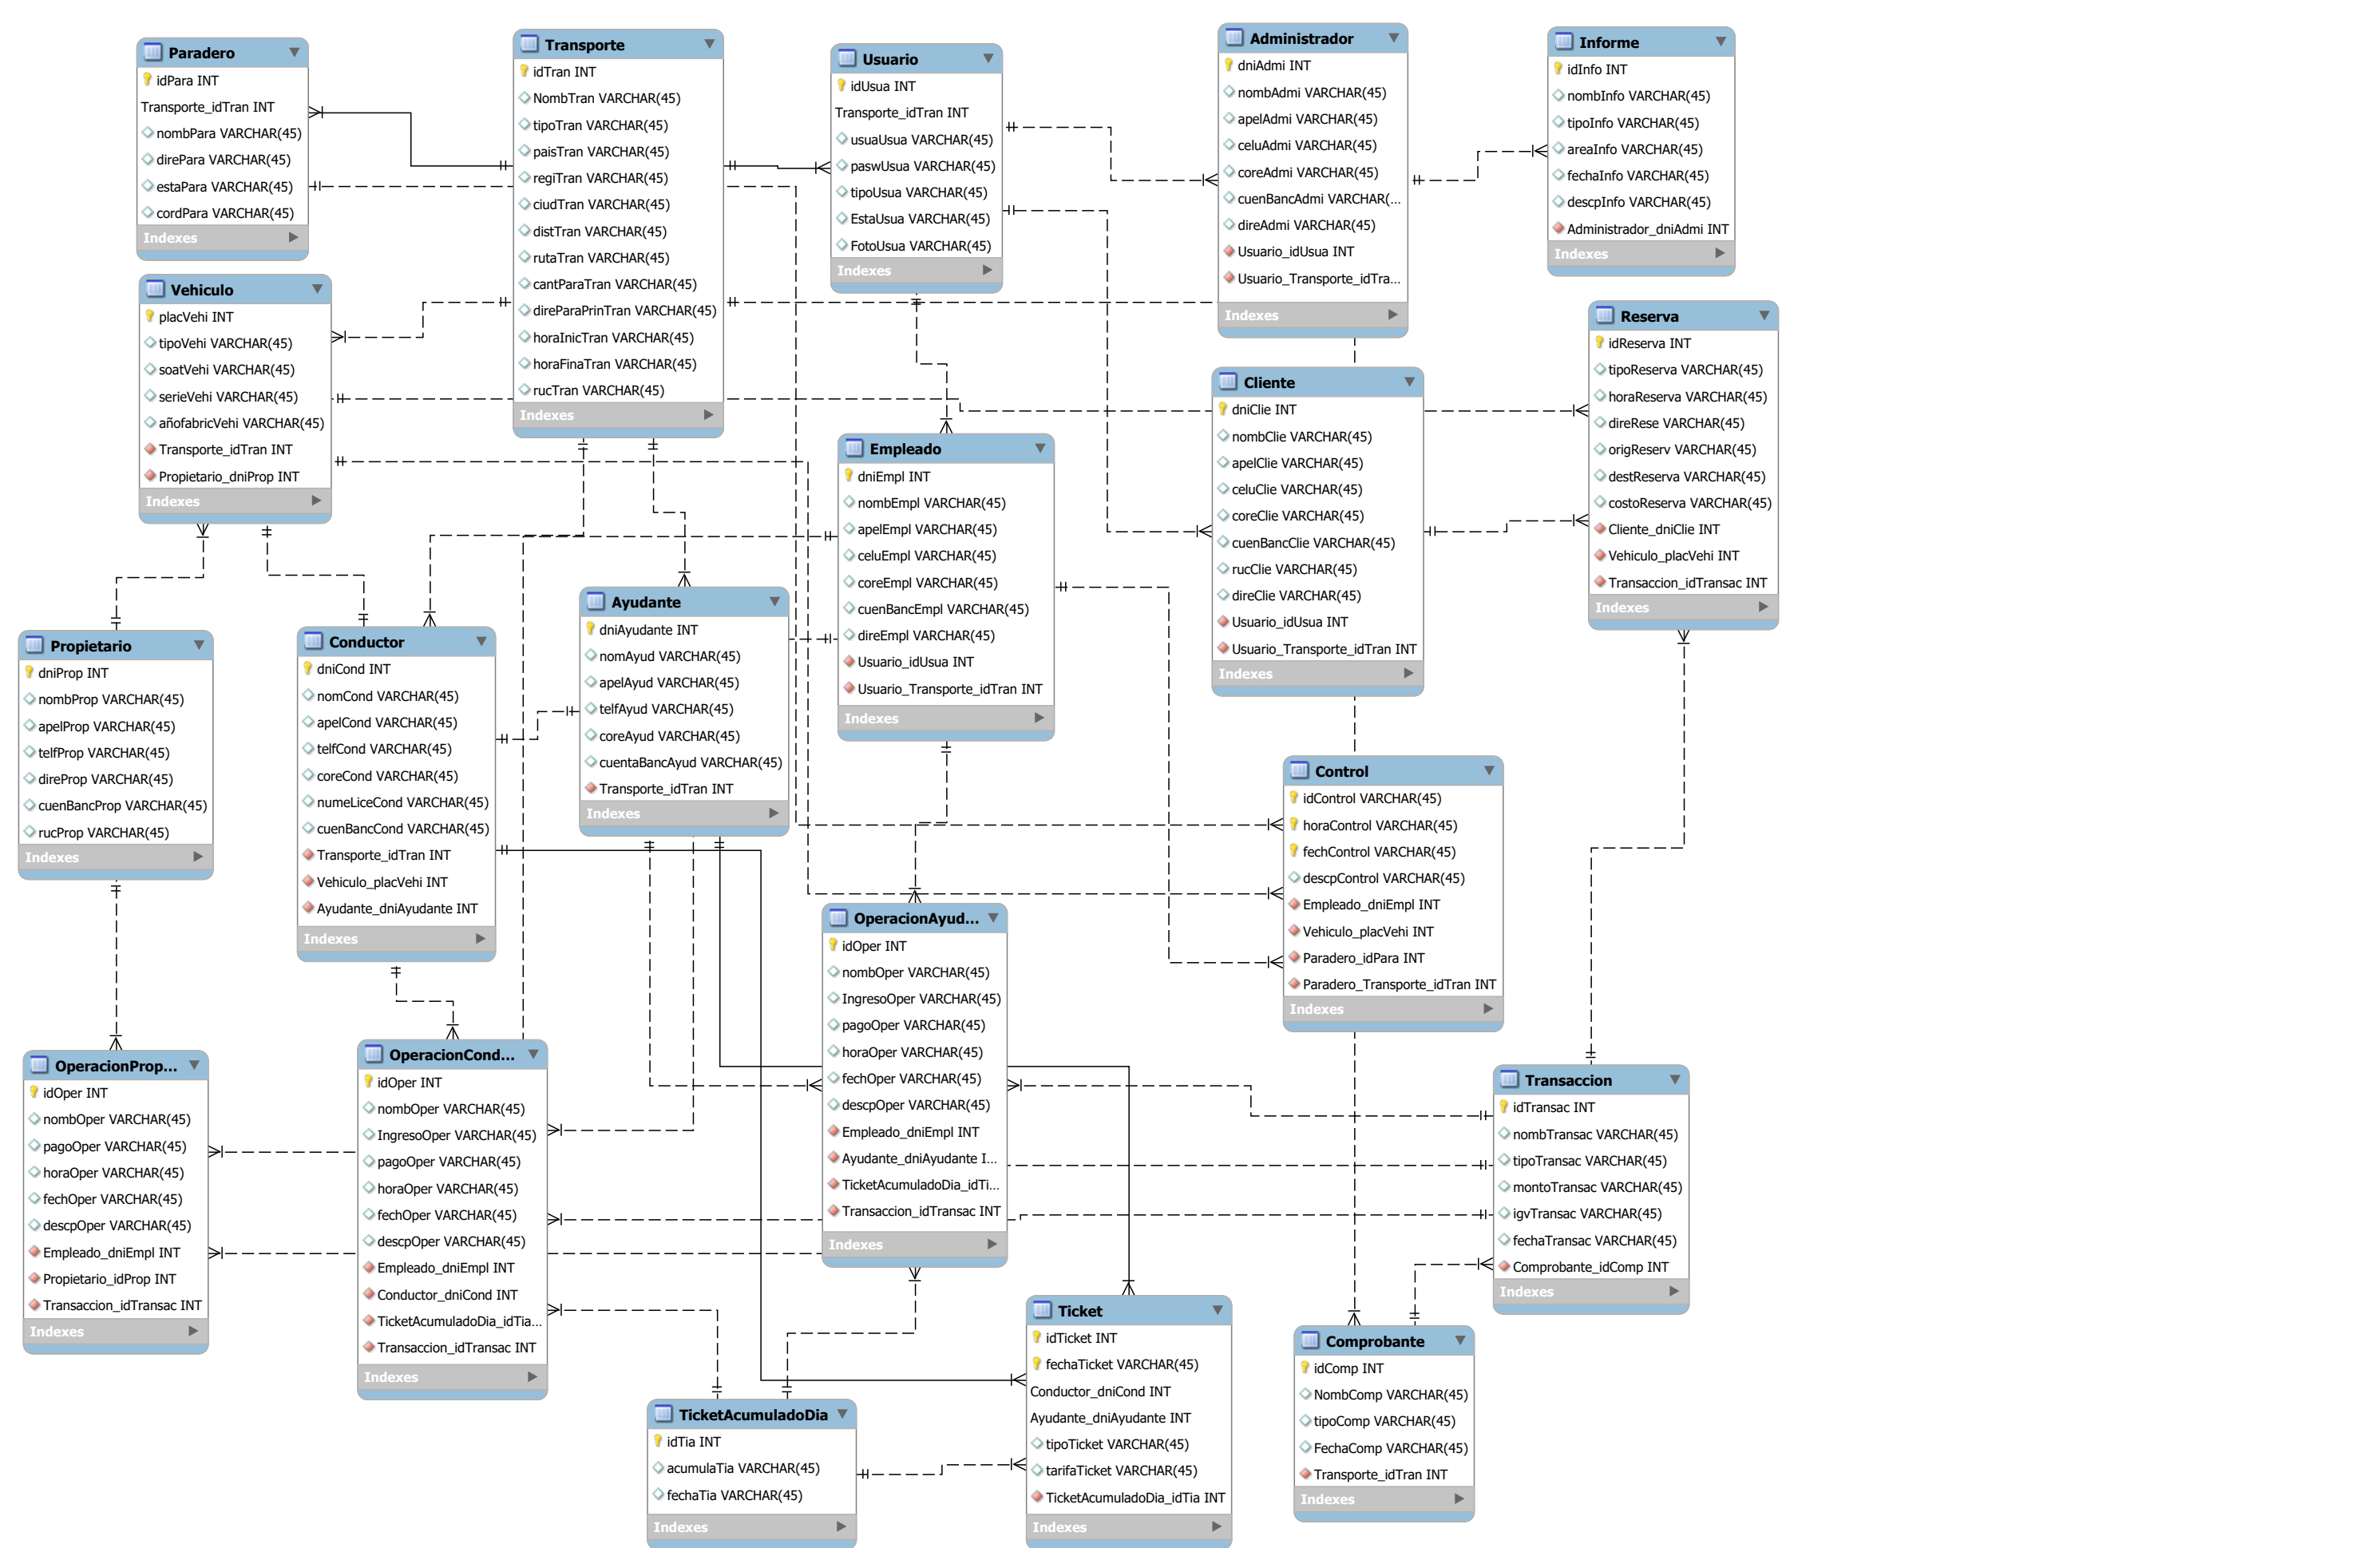 Paradero
idPara INT
Transporte_idTran INT
nombPara VARCHAR(45)
direPara VARCHAR(45)
estaPara VARCHAR(45)
cordPara VARCHAR(45)
Indexes
Transporte
idTran INT
NombTran VARCHAR(45)
tipoTran VARCHAR(45)
paisTran VARCHAR(45)
regiTran VARCHAR(45)
ciudTran VARCHAR(45)
distTran VARCHAR(45)
rutaTran VARCHAR(45)
cantParaTran VARCHAR(45)
direParaPrinTran VARCHAR(45)
horaInicTran VARCHAR(45)
horaFinaTran VARCHAR(45)
rucTran VARCHAR(45)
Indexes
Usuario
idUsua INT
Transporte_idTran INT
usuaUsua VARCHAR(45)
paswUsua VARCHAR(45)
tipoUsua VARCHAR(45)
EstaUsua VARCHAR(45)
FotoUsua VARCHAR(45)
Indexes
Administrador
dniAdmi INT
nombAdmi VARCHAR(45)
apelAdmi VARCHAR(45)
celuAdmi VARCHAR(45)
coreAdmi VARCHAR(45)
cuenBancAdmi VARCHAR(...
direAdmi VARCHAR(45)
Usuario_idUsua INT
Usuario_Transporte_idTra...
Indexes
Informe
idInfo INT
nombInfo VARCHAR(45)
tipoInfo VARCHAR(45)
areaInfo VARCHAR(45)
fechaInfo VARCHAR(45)
descpInfo VARCHAR(45)
Administrador_dniAdmi INT
Indexes
Vehiculo
placVehi INT
tipoVehi VARCHAR(45)
soatVehi VARCHAR(45)
serieVehi VARCHAR(45)
añofabricVehi VARCHAR(45)
Transporte_idTran INT
Propietario_dniProp INT
Indexes
Reserva
idReserva INT
tipoReserva VARCHAR(45)
horaReserva VARCHAR(45)
direRese VARCHAR(45)
origReserv VARCHAR(45)
destReserva VARCHAR(45)
costoReserva VARCHAR(45)
Cliente_dniClie INT
Vehiculo_placVehi INT
Transaccion_idTransac INT
Indexes
Cliente
dniClie INT
nombClie VARCHAR(45)
apelClie VARCHAR(45)
celuClie VARCHAR(45)
coreClie VARCHAR(45)
cuenBancClie VARCHAR(45)
rucClie VARCHAR(45)
direClie VARCHAR(45)
Usuario_idUsua INT
Usuario_Transporte_idTran INT
Indexes
Empleado
dniEmpl INT
nombEmpl VARCHAR(45)
apelEmpl VARCHAR(45)
celuEmpl VARCHAR(45)
coreEmpl VARCHAR(45)
cuenBancEmpl VARCHAR(45)
direEmpl VARCHAR(45)
Usuario_idUsua INT
Usuario_Transporte_idTran INT
Indexes
Ayudante
dniAyudante INT
nomAyud VARCHAR(45)
apelAyud VARCHAR(45)
telfAyud VARCHAR(45)
coreAyud VARCHAR(45)
cuentaBancAyud VARCHAR(45)
Transporte_idTran INT
Indexes
Propietario
dniProp INT
nombProp VARCHAR(45)
apelProp VARCHAR(45)
telfProp VARCHAR(45)
direProp VARCHAR(45)
cuenBancProp VARCHAR(45)
rucProp VARCHAR(45)
Indexes
Conductor
dniCond INT
nomCond VARCHAR(45)
apelCond VARCHAR(45)
telfCond VARCHAR(45)
coreCond VARCHAR(45)
numeLiceCond VARCHAR(45)
cuenBancCond VARCHAR(45)
Transporte_idTran INT
Vehiculo_placVehi INT
Ayudante_dniAyudante INT
Indexes
Control
idControl VARCHAR(45)
horaControl VARCHAR(45)
fechControl VARCHAR(45)
descpControl VARCHAR(45)
Empleado_dniEmpl INT
Vehiculo_placVehi INT
Paradero_idPara INT
Paradero_Transporte_idTran INT
Indexes
OperacionAyud...
idOper INT
nombOper VARCHAR(45)
IngresoOper VARCHAR(45)
pagoOper VARCHAR(45)
horaOper VARCHAR(45)
fechOper VARCHAR(45)
descpOper VARCHAR(45)
Empleado_dniEmpl INT
Ayudante_dniAyudante I...
TicketAcumuladoDia_idTi...
Transaccion_idTransac INT
Indexes
OperacionProp...
idOper INT
nombOper VARCHAR(45)
pagoOper VARCHAR(45)
horaOper VARCHAR(45)
fechOper VARCHAR(45)
descpOper VARCHAR(45)
Empleado_dniEmpl INT
Propietario_idProp INT
Transaccion_idTransac INT
Indexes
OperacionCond...
idOper INT
nombOper VARCHAR(45)
IngresoOper VARCHAR(45)
pagoOper VARCHAR(45)
horaOper VARCHAR(45)
fechOper VARCHAR(45)
descpOper VARCHAR(45)
Empleado_dniEmpl INT
Conductor_dniCond INT
TicketAcumuladoDia_idTia...
Transaccion_idTransac INT
Indexes
Transaccion
idTransac INT
nombTransac VARCHAR(45)
tipoTransac VARCHAR(45)
montoTransac VARCHAR(45)
igvTransac VARCHAR(45)
fechaTransac VARCHAR(45)
Comprobante_idComp INT
Indexes
Ticket
idTicket INT
fechaTicket VARCHAR(45)
Conductor_dniCond INT
Ayudante_dniAyudante INT
tipoTicket VARCHAR(45)
tarifaTicket VARCHAR(45)
TicketAcumuladoDia_idTia INT
Indexes
Comprobante
idComp INT
NombComp VARCHAR(45)
tipoComp VARCHAR(45)
FechaComp VARCHAR(45)
Transporte_idTran INT
Indexes
TicketAcumuladoDia
idTia INT
acumulaTia VARCHAR(45)
fechaTia VARCHAR(45)
Indexes